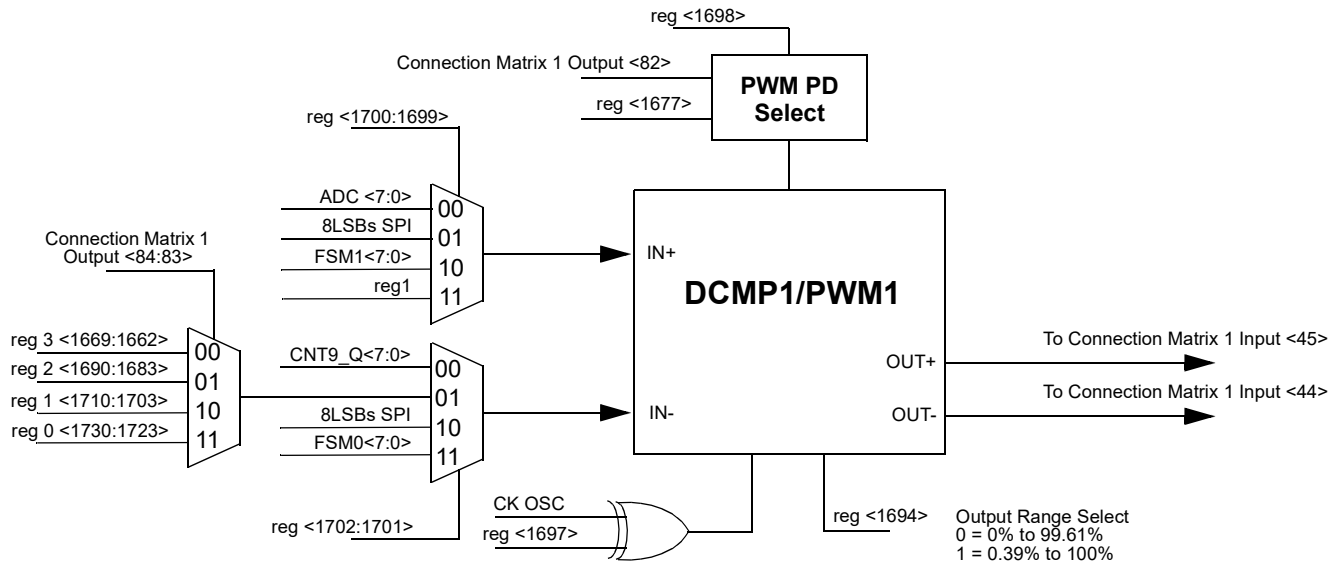 reg <1698>
Connection Matrix 1 Output <82>
reg <1677>
PWM PD
Select
reg <1700:1699>
ADC <7:0>
8LSBs SPI
FSM1<7:0>
reg1
00
01
10
11
Connection Matrix 1
Output <84:83>
reg 3 <1669:1662>
reg 2 <1690:1683>
reg 1 <1710:1703>
reg 0 <1730:1723>
00
01
10
11
CNT9_Q<7:0>
8LSBs SPI
FSM0<7:0>
00
01
10
11
reg <1702:1701>
IN+
DCMP1/PWM1
IN-
OUT+
OUT-
To Connection Matrix 1 Input <45>
To Connection Matrix 1 Input <44>
CK OSC
reg <1697>
reg <1694>
Output Range Select
0 = 0% to 99.61%
1 = 0.39% to 100%